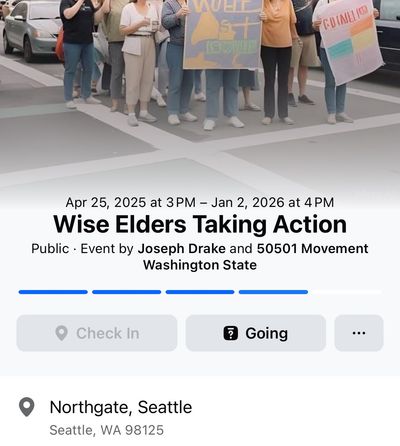 Apr 25, 2025 at 3 PM – Jan 2, 2026 at 4 PM
Wise Elders Taking Action
Public · Event by Joseph Drake and 50501 Movement
Washington State
Check In
Going
Northgate, Seattle
Seattle, WA 98125